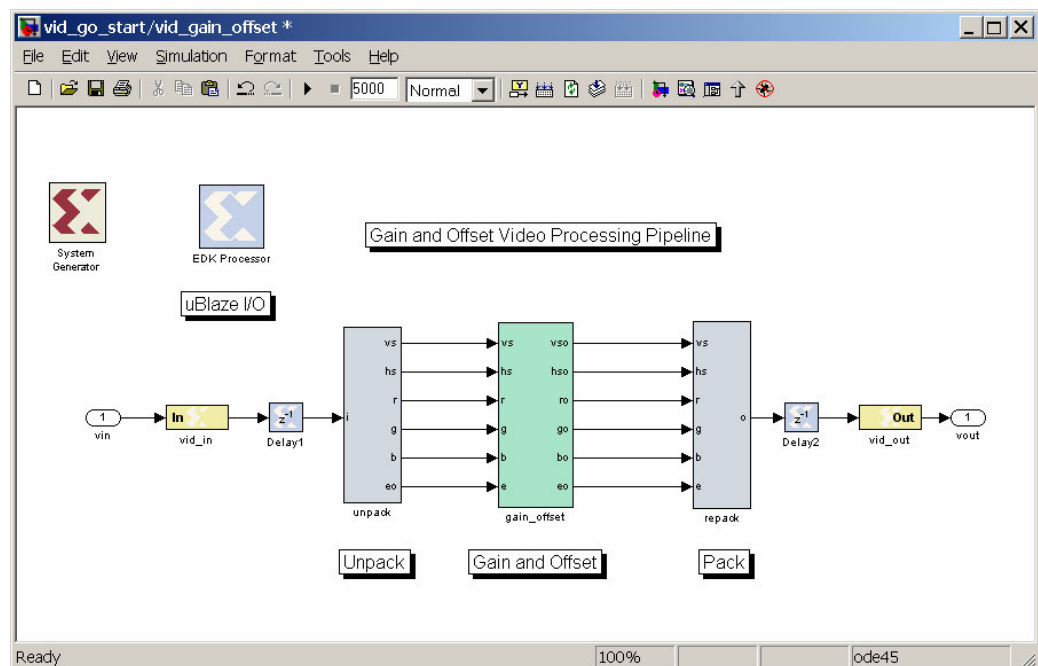 vid_go_start/vid_gain_offset *
File Edit View Simulation Format Tools Help
5000 Normal
System Generator
EDK Processor
Gain and Offset Video Processing Pipeline
uBlaze I/O
1
vin
In
vid_in
z-1
Delay1
i
vs
hs
r
g
b
eo
unpack
vs vso
hs hso
r ro
g go
b bo
e eo
gain_offset
vs
hs
r
g
b
e
o
repack
z-1
Delay2
Out
vid_out
1
vout
Unpack
Gain and Offset
Pack
Ready 100% ode45